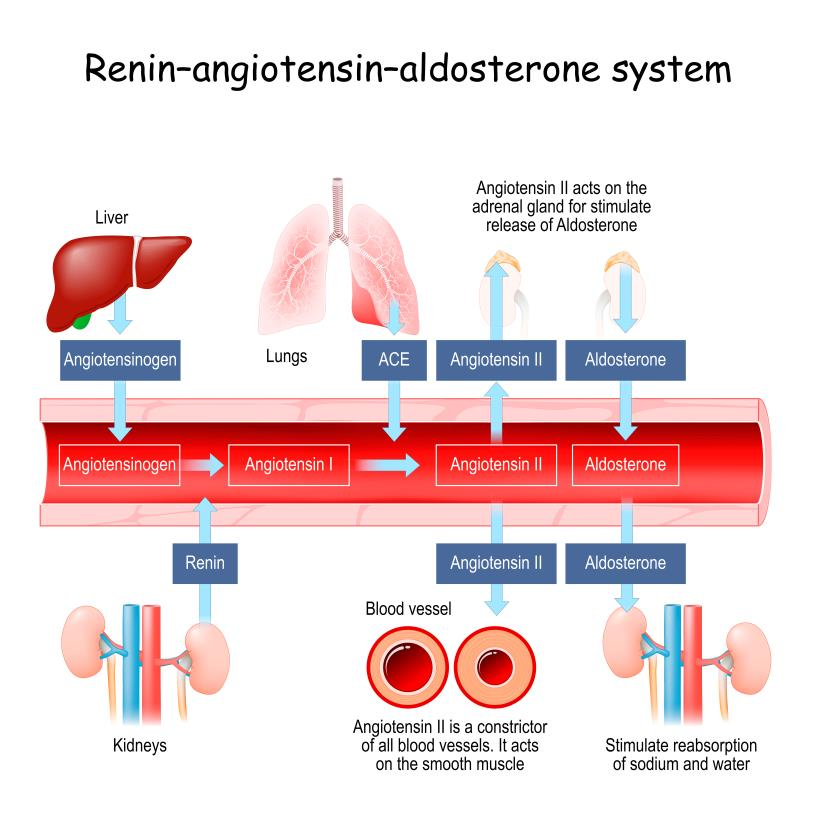 Renin–angiotensin–aldosterone system
Liver
Angiotensinogen
Lungs
ACE
Angiotensin II acts on the
adrenal gland for stimulate
release of Aldosterone
Angiotensin II
Aldosterone
Angiotensinogen
Angiotensin I
Angiotensin II
Aldosterone
Renin
Kidneys
Angiotensin II
Blood vessel
Angiotensin II is a constrictor
of all blood vessels. It acts
on the smooth muscle
Aldosterone
Stimulate reabsorption
of sodium and water